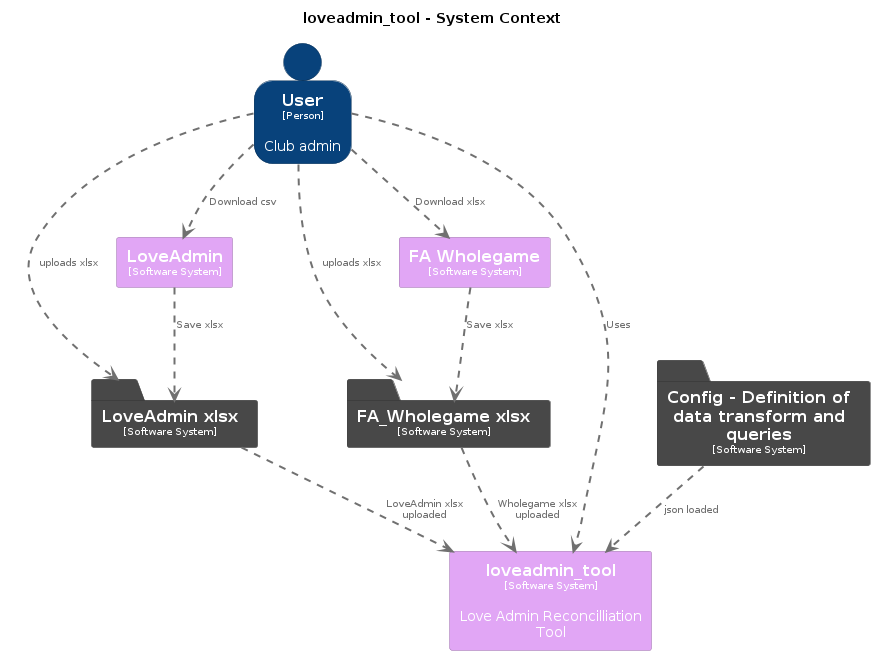 loveadmin_tool - System Context
User
[Person]
Club admin
Download csv
Download xlsx
LoveAdmin
[Software System]
FA Wholegame
[Software System]
uploads xlsx
uploads xlsx
Save xlsx
Save xlsx
Uses
LoveAdmin xlsx
[Software System]
FA_Wholegame xlsx
[Software System]
Config - Definition of
data transform and
queries
[Software System]
LoveAdmin xlsx
uploaded
Wholegame xlsx
uploaded
json loaded
loveadmin_tool
[Software System]
Love Admin Reconcilliation
Tool